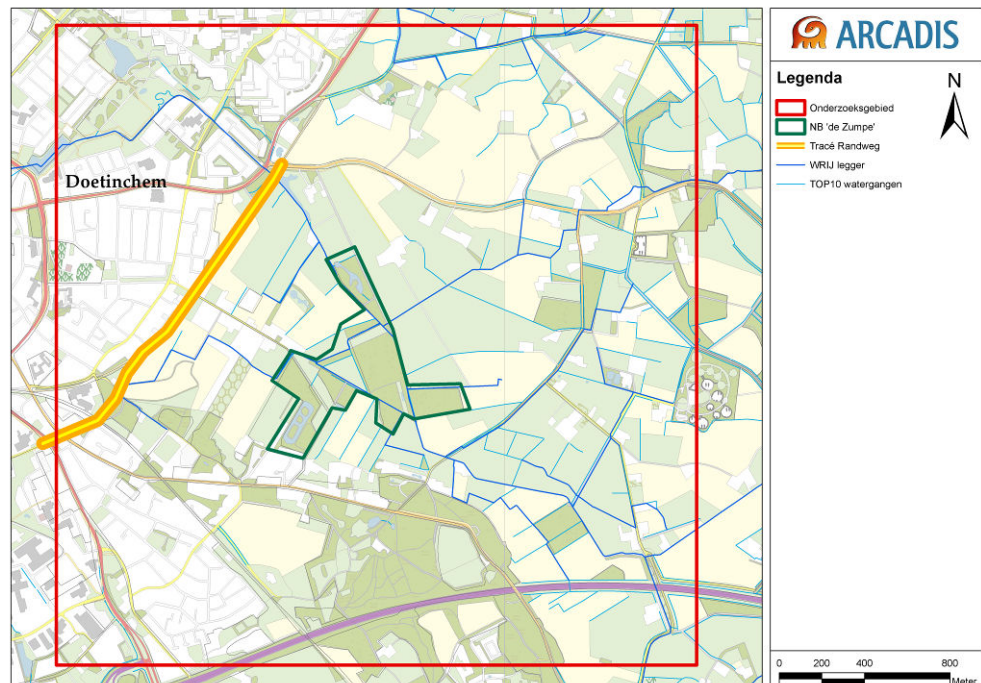 Doetinchem
ARCADIS
Legenda
N
Onderzoeksgebied
NB 'de Zumpe'
Tracé Randweg
WRIJ legger
TOP10 watergangen
0 200 400 800
Meter